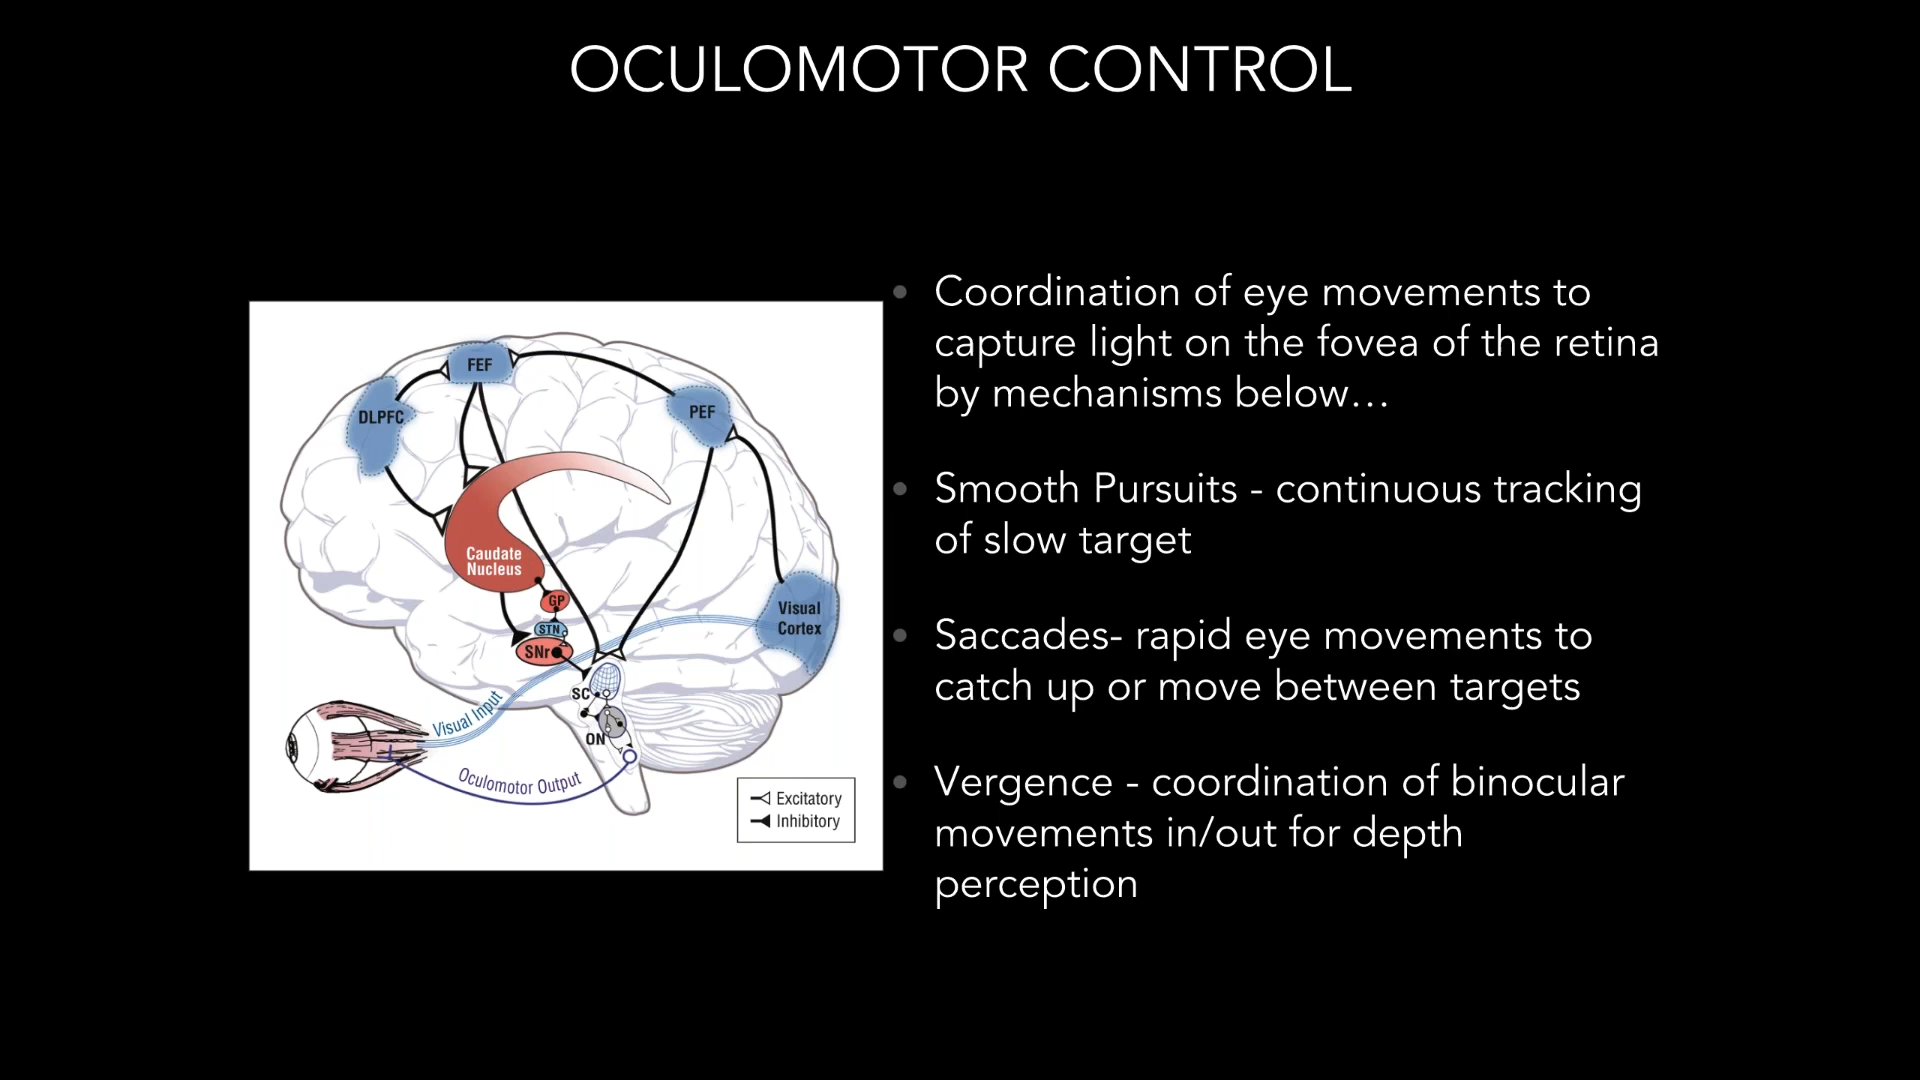 OCULOMOTOR CONTROL
FEF
DLPFC
PEF
Caudate
Nucleus
GP
STN
SNr
Visual
Cortex
SC
ON
Visual Input
Oculomotor Output
Excitatory
Inhibitory
• Coordination of eye movements to
capture light on the fovea of the retina
by mechanisms below…
• Smooth Pursuits - continuous tracking
of slow target
• Saccades- rapid eye movements to
catch up or move between targets
• Vergence - coordination of binocular
movements in/out for depth
perception